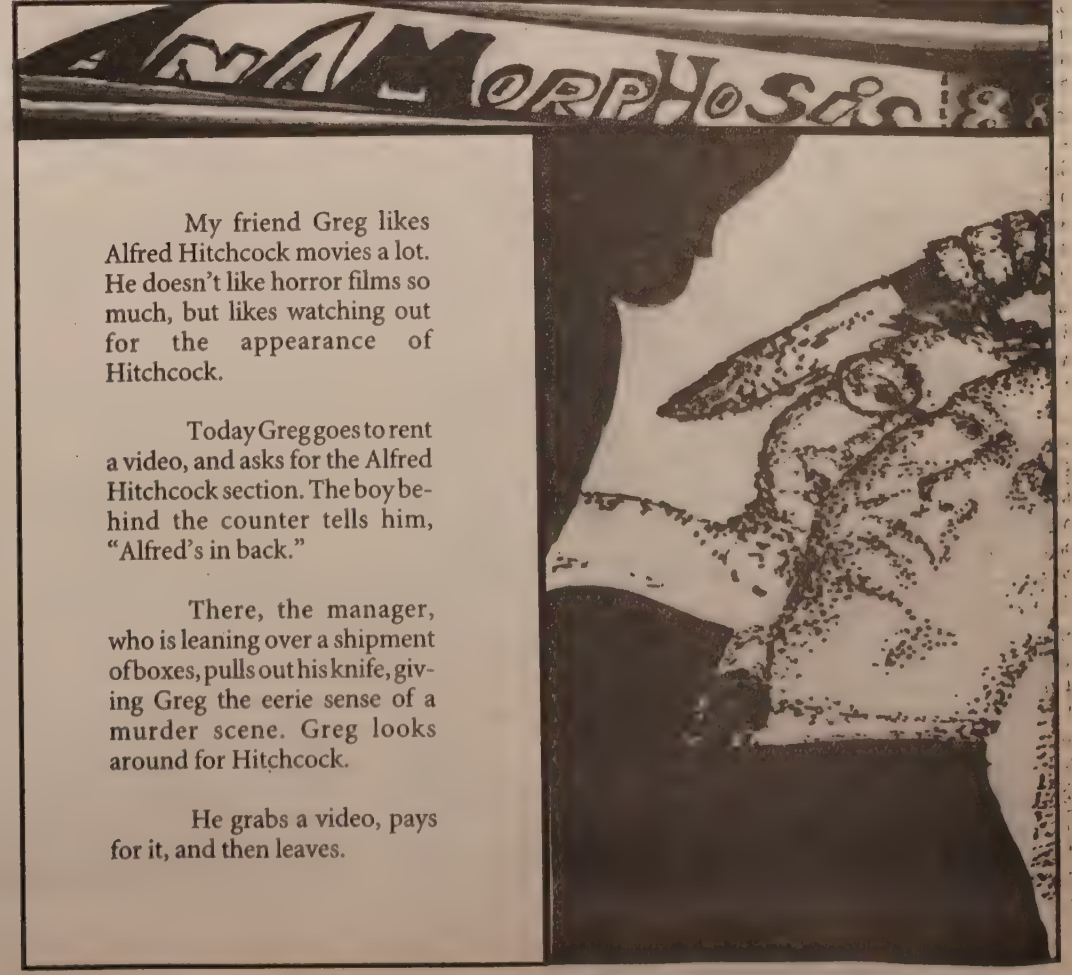 ANAMORPHOSIS 88
My friend Greg likes
Alfred Hitchcock movies a lot.
He doesn't like horror films so
much, but likes watching out
for the appearance of
Hitchcock.
Today Greg goes to rent
a video, and asks for the Alfred
Hitchcock section. The boy be-
hind the counter tells him,
“Alfred's in back.”
There, the manager,
who is leaning over a shipment
of boxes, pulls out his knife, giv-
ing Greg the eerie sense of a
murder scene. Greg looks
around for Hitchcock.
He grabs a video, pays
for it, and then leaves.